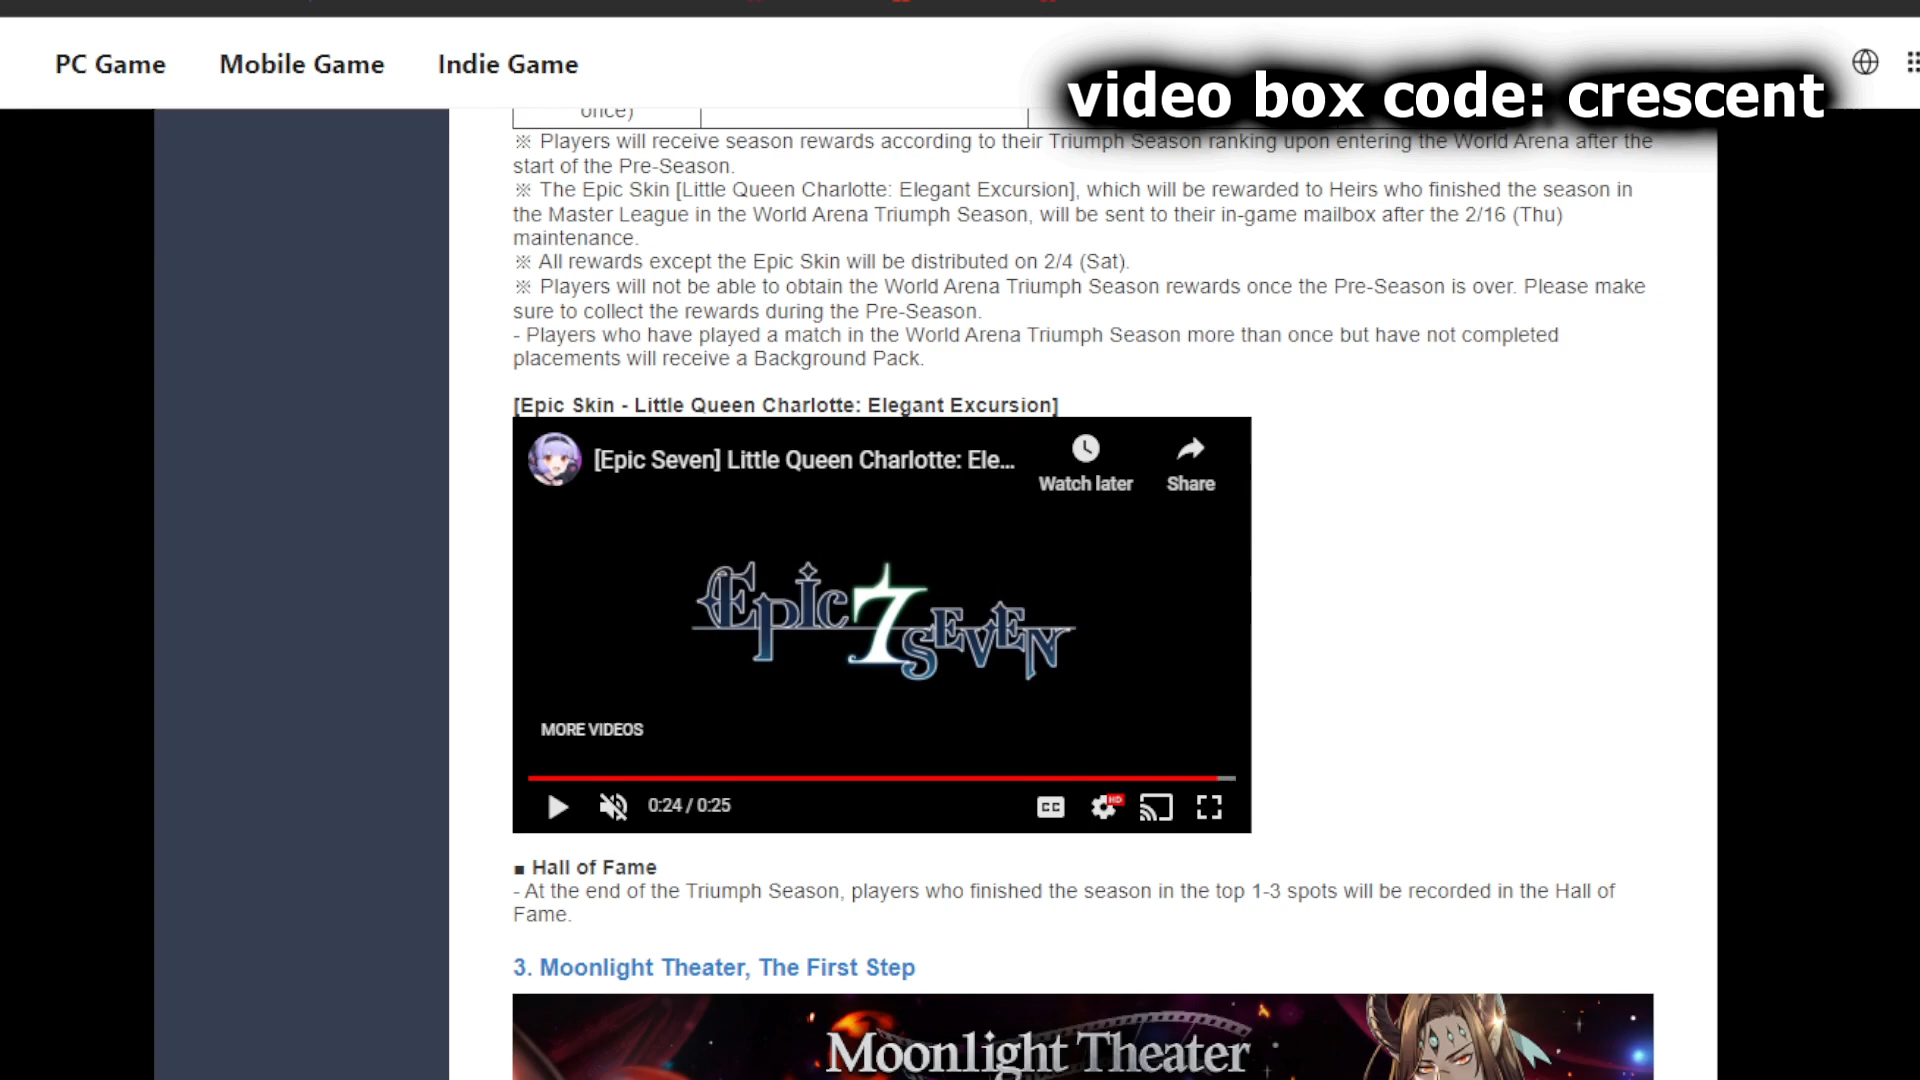 PC Game Mobile Game Indie Game
video box code: crescent
once)
※ Players will receive season rewards according to their Triumph Season ranking upon entering the World Arena after the
start of the Pre-Season.
※ The Epic Skin [Little Queen Charlotte: Elegant Excursion], which will be rewarded to Heirs who finished the season in
the Master League in the World Arena Triumph Season, will be sent to their in-game mailbox after the 2/16 (Thu)
maintenance.
※ All rewards except the Epic Skin will be distributed on 2/4 (Sat).
※ Players will not be able to obtain the World Arena Triumph Season rewards once the Pre-Season is over. Please make
sure to collect the rewards during the Pre-Season.
- Players who have played a match in the World Arena Triumph Season more than once but have not completed
placements will receive a Background Pack.
[Epic Skin - Little Queen Charlotte: Elegant Excursion]
[Epic Seven] Little Queen Charlotte: Ele...
Watch later Share
Epic 7 Seven
MORE VIDEOS
0:24 / 0:25 CC HD
■ Hall of Fame
- At the end of the Triumph Season, players who finished the season in the top 1-3 spots will be recorded in the Hall of
Fame.
3. Moonlight Theater, The First Step
Moonlight Theater